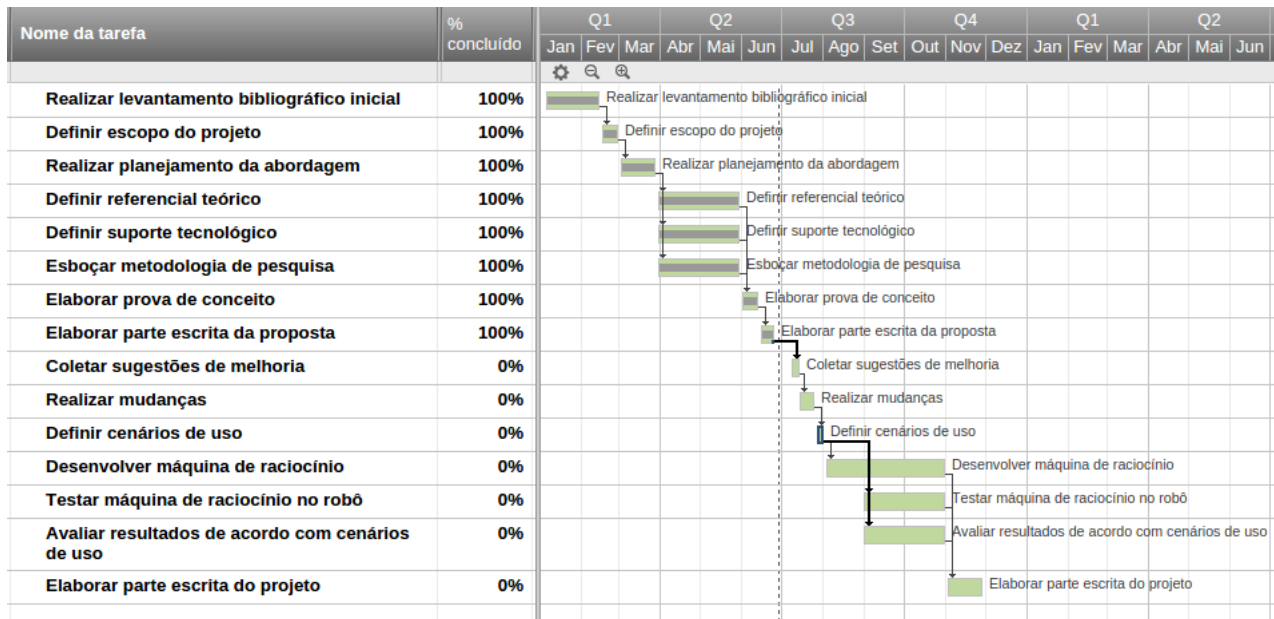 Nome da tarefa
% concluído
Q1 Q2 Q3 Q4 Q1 Q2
Jan Fev Mar Abr Mai Jun Jul Ago Set Out Nov Dez Jan Fev Mar Abr Mai Jun
Realizar levantamento bibliográfico inicial 100% Realizar levantamento bibliográfico inicial
Definir escopo do projeto 100% Definir escopo do projeto
Realizar planejamento da abordagem 100% Realizar planejamento da abordagem
Definir referencial teórico 100% Definir referencial teórico
Definir suporte tecnológico 100% Definir suporte tecnológico
Esboçar metodologia de pesquisa 100% Esboçar metodologia de pesquisa
Elaborar prova de conceito 100% Elaborar prova de conceito
Elaborar parte escrita da proposta 100% Elaborar parte escrita da proposta
Coletar sugestões de melhoria 0% Coletar sugestões de melhoria
Realizar mudanças 0% Realizar mudanças
Definir cenários de uso 0% Definir cenários de uso
Desenvolver máquina de raciocínio 0% Desenvolver máquina de raciocínio
Testar máquina de raciocínio no robô 0% Testar máquina de raciocínio no robô
Avaliar resultados de acordo com cenários 0% Avaliar resultados de acordo com cenários de uso
de uso
Elaborar parte escrita do projeto 0% Elaborar parte escrita do projeto